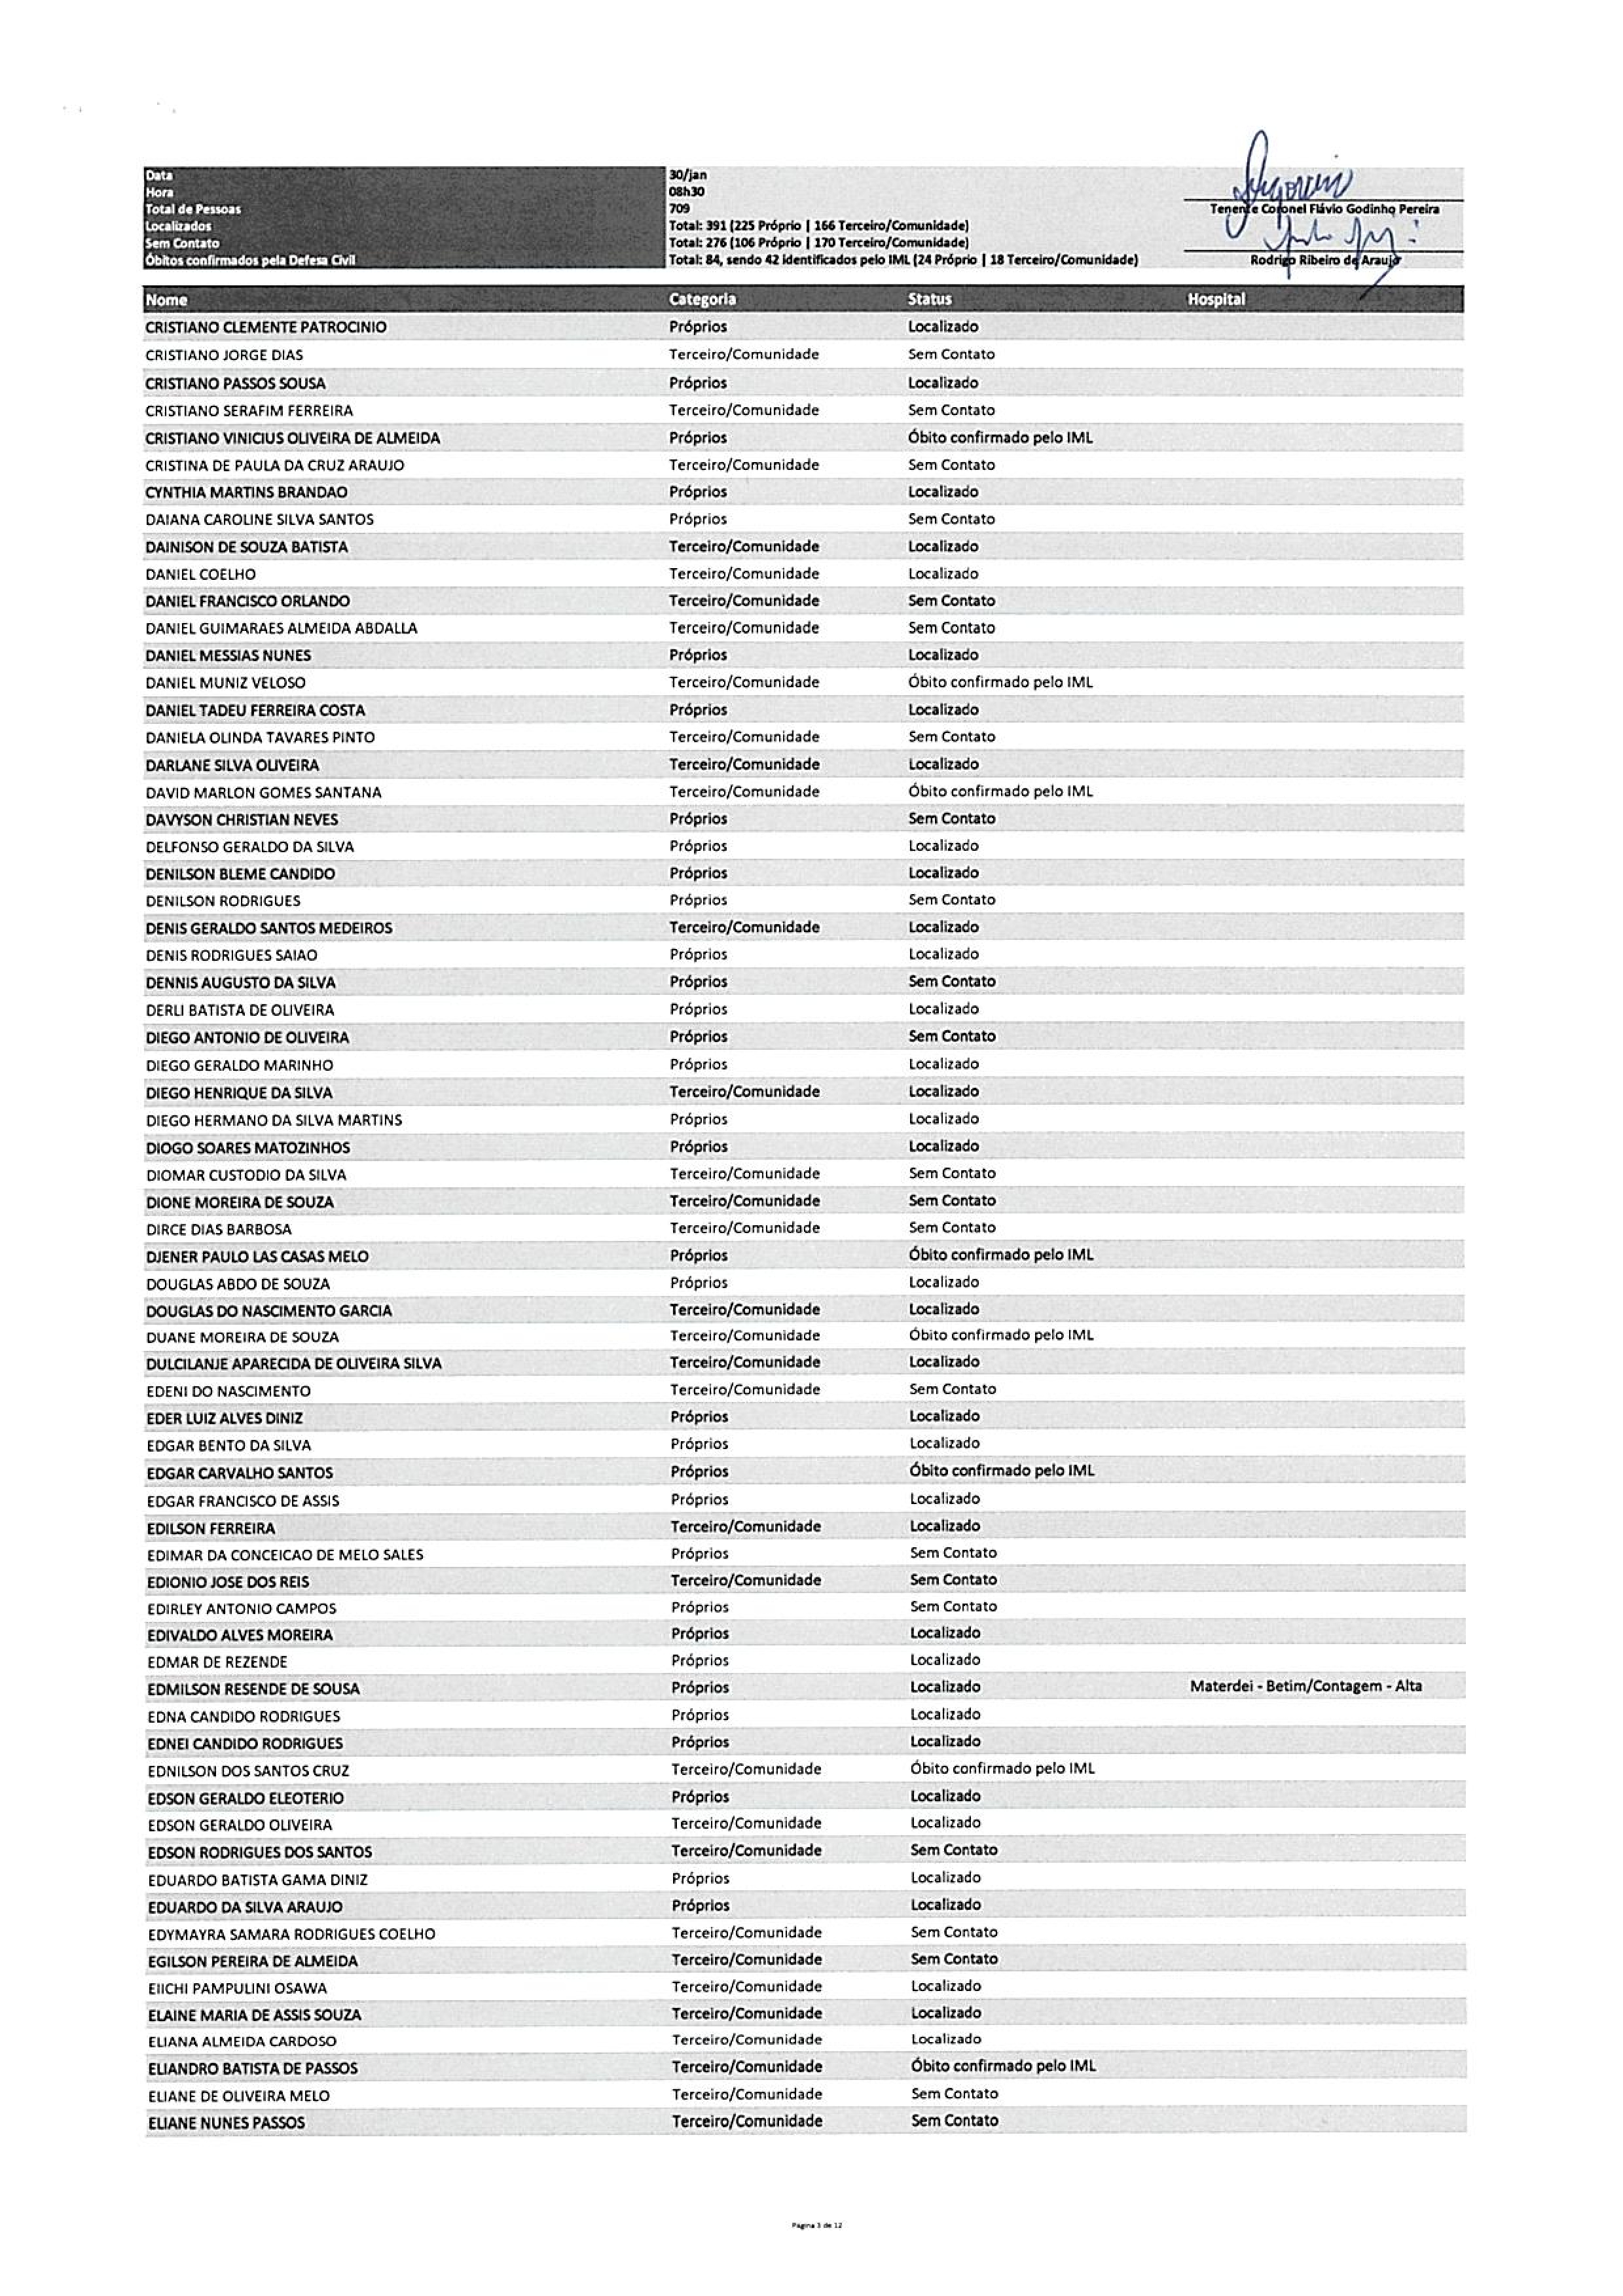 Data 30/jan
Hora 08h30
Total de Pessoas 709
Localizados Total: 391 (225 Próprio | 166 Terceiro/Comunidade)
Sem Contato Total: 276 (106 Próprio | 170 Terceiro/Comunidade)
Óbitos confirmados pela Defesa Civil Total: 84, sendo 42 identificados pelo IML (24 Próprio | 18 Terceiro/Comunidade)
Tenente Coronel Flávio Godinho Pereira
Rodrigo Ribeiro de Araujo
Nome Categoria Status Hospital
CRISTIANO CLEMENTE PATROCINIO Próprios Localizado
CRISTIANO JORGE DIAS Terceiro/Comunidade Sem Contato
CRISTIANO PASSOS SOUSA Próprios Localizado
CRISTIANO SERAFIM FERREIRA Terceiro/Comunidade Sem Contato
CRISTIANO VINICIUS OLIVEIRA DE ALMEIDA Próprios Óbito confirmado pelo IML
CRISTINA DE PAULA DA CRUZ ARAUJO Terceiro/Comunidade Sem Contato
CYNTHIA MARTINS BRANDAO Próprios Localizado
DAIANA CAROLINE SILVA SANTOS Próprios Sem Contato
DAINISON DE SOUZA BATISTA Terceiro/Comunidade Localizado
DANIEL COELHO Terceiro/Comunidade Localizado
DANIEL FRANCISCO ORLANDO Terceiro/Comunidade Sem Contato
DANIEL GUIMARAES ALMEIDA ABDALLA Terceiro/Comunidade Sem Contato
DANIEL MESSIAS NUNES Próprios Localizado
DANIEL MUNIZ VELOSO Terceiro/Comunidade Óbito confirmado pelo IML
DANIEL TADEU FERREIRA COSTA Próprios Localizado
DANIELA OLINDA TAVARES PINTO Terceiro/Comunidade Sem Contato
DARLANE SILVA OLIVEIRA Terceiro/Comunidade Localizado
DAVID MARLON GOMES SANTANA Terceiro/Comunidade Óbito confirmado pelo IML
DAVYSON CHRISTIAN NEVES Próprios Sem Contato
DELFONSO GERALDO DA SILVA Próprios Localizado
DENILSON BLEME CANDIDO Próprios Localizado
DENILSON RODRIGUES Próprios Sem Contato
DENIS GERALDO SANTOS MEDEIROS Terceiro/Comunidade Localizado
DENIS RODRIGUES SAIAO Próprios Localizado
DENNIS AUGUSTO DA SILVA Próprios Sem Contato
DERLI BATISTA DE OLIVEIRA Próprios Localizado
DIEGO ANTONIO DE OLIVEIRA Próprios Sem Contato
DIEGO GERALDO MARINHO Próprios Localizado
DIEGO HENRIQUE DA SILVA Terceiro/Comunidade Localizado
DIEGO HERMANO DA SILVA MARTINS Próprios Localizado
DIOGO SOARES MATOZINHOS Próprios Localizado
DIOMAR CUSTODIO DA SILVA Terceiro/Comunidade Sem Contato
DIONE MOREIRA DE SOUZA Terceiro/Comunidade Sem Contato
DIRCE DIAS BARBOSA Terceiro/Comunidade Sem Contato
DJENER PAULO LAS CASAS MELO Próprios Óbito confirmado pelo IML
DOUGLAS ABDO DE SOUZA Próprios Localizado
DOUGLAS DO NASCIMENTO GARCIA Terceiro/Comunidade Localizado
DUANE MOREIRA DE SOUZA Terceiro/Comunidade Óbito confirmado pelo IML
DULCILANJE APARECIDA DE OLIVEIRA SILVA Terceiro/Comunidade Localizado
EDENI DO NASCIMENTO Terceiro/Comunidade Sem Contato
EDER LUIZ ALVES DINIZ Próprios Localizado
EDGAR BENTO DA SILVA Próprios Localizado
EDGAR CARVALHO SANTOS Próprios Óbito confirmado pelo IML
EDGAR FRANCISCO DE ASSIS Próprios Localizado
EDILSON FERREIRA Terceiro/Comunidade Localizado
EDIMAR DA CONCEICAO DE MELO SALES Próprios Sem Contato
EDIONIO JOSE DOS REIS Terceiro/Comunidade Sem Contato
EDIRLEY ANTONIO CAMPOS Próprios Sem Contato
EDIVALDO ALVES MOREIRA Próprios Localizado
EDMAR DE REZENDE Próprios Localizado
EDMILSON RESENDE DE SOUSA Próprios Localizado Materdei - Betim/Contagem - Alta
EDNA CANDIDO RODRIGUES Próprios Localizado
EDNEI CANDIDO RODRIGUES Próprios Localizado
EDNILSON DOS SANTOS CRUZ Terceiro/Comunidade Óbito confirmado pelo IML
EDSON GERALDO ELEOTERIO Próprios Localizado
EDSON GERALDO OLIVEIRA Terceiro/Comunidade Localizado
EDSON RODRIGUES DOS SANTOS Terceiro/Comunidade Sem Contato
EDUARDO BATISTA GAMA DINIZ Próprios Localizado
EDUARDO DA SILVA ARAUJO Próprios Localizado
EDYMAYRA SAMARA RODRIGUES COELHO Terceiro/Comunidade Sem Contato
EGILSON PEREIRA DE ALMEIDA Terceiro/Comunidade Sem Contato
EIICHI PAMPULINI OSAWA Terceiro/Comunidade Localizado
ELAINE MARIA DE ASSIS SOUZA Terceiro/Comunidade Localizado
ELIANA ALMEIDA CARDOSO Terceiro/Comunidade Localizado
ELIANDRO BATISTA DE PASSOS Terceiro/Comunidade Óbito confirmado pelo IML
ELIANE DE OLIVEIRA MELO Terceiro/Comunidade Sem Contato
ELIANE NUNES PASSOS Terceiro/Comunidade Sem Contato
Página 3 de 12